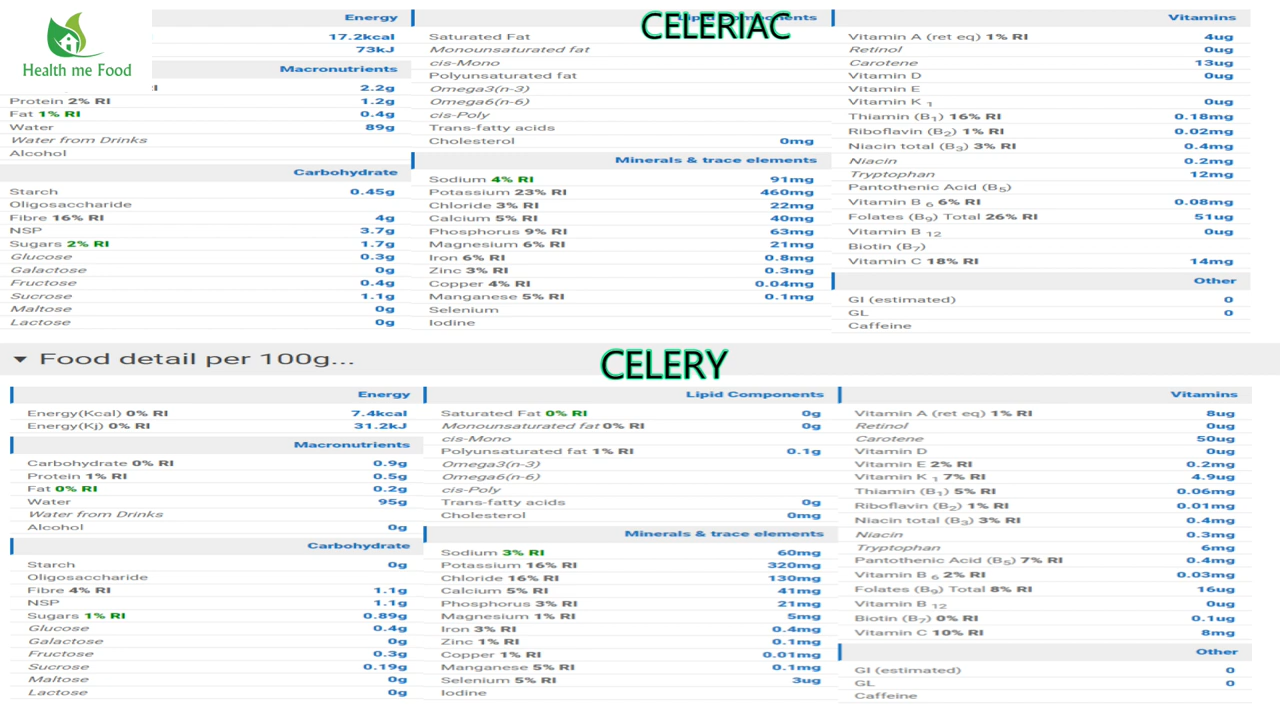 Health me Food
CELERIAC
Energy
17.2kcal
73kJ
Macronutrients
2.2g
Protein 2% RI 1.2g
Fat 1% RI 0.4g
Water 89g
Water from Drinks
Alcohol
Carbohydrate
Starch 0.45g
Oligosaccharide
Fibre 16% RI 4g
NSP 3.7g
Sugars 2% RI 1.7g
Glucose 0.3g
Galactose 0g
Fructose 0.4g
Sucrose 1.1g
Maltose 0g
Lactose 0g
Lipid Components
Saturated Fat
Monounsaturated fat
cis-Mono
Polyunsaturated fat
Omega3(n-3)
Omega6(n-6)
cis-Poly
Trans-fatty acids
Cholesterol 0mg
Minerals & trace elements
Sodium 4% RI 91mg
Potassium 23% RI 460mg
Chloride 3% RI 22mg
Calcium 5% RI 40mg
Phosphorus 9% RI 63mg
Magnesium 6% RI 21mg
Iron 6% RI 0.8mg
Zinc 3% RI 0.3mg
Copper 4% RI 0.04mg
Manganese 5% RI 0.1mg
Selenium
Iodine
Vitamins
Vitamin A (ret eq) 1% RI 4ug
Retinol 0ug
Carotene 13ug
Vitamin D 0ug
Vitamin E
Vitamin K 1 0ug
Thiamin (B1) 16% RI 0.18mg
Riboflavin (B2) 1% RI 0.02mg
Niacin total (B3) 3% RI 0.4mg
Niacin 0.2mg
Tryptophan 12mg
Pantothenic Acid (B5)
Vitamin B 6 6% RI 0.08mg
Folates (B9) Total 26% RI 51ug
Vitamin B 12 0ug
Biotin (B7)
Vitamin C 18% RI 14mg
Other
GI (estimated) 0
GL 0
Caffeine
Food detail per 100g...
CELERY
Energy
Energy(Kcal) 0% RI 7.4kcal
Energy(Kj) 0% RI 31.2kJ
Macronutrients
Carbohydrate 0% RI 0.9g
Protein 1% RI 0.5g
Fat 0% RI 0.2g
Water 95g
Water from Drinks
Alcohol 0g
Carbohydrate
Starch 0g
Oligosaccharide
Fibre 4% RI 1.1g
NSP 1.1g
Sugars 1% RI 0.89g
Glucose 0.4g
Galactose 0g
Fructose 0.3g
Sucrose 0.19g
Maltose 0g
Lactose 0g
Lipid Components
Saturated Fat 0% RI 0g
Monounsaturated fat 0% RI 0g
cis-Mono
Polyunsaturated fat 1% RI 0.1g
Omega3(n-3)
Omega6(n-6)
cis-Poly
Trans-fatty acids 0g
Cholesterol 0mg
Minerals & trace elements
Sodium 3% RI 60mg
Potassium 16% RI 320mg
Chloride 16% RI 130mg
Calcium 5% RI 41mg
Phosphorus 3% RI 21mg
Magnesium 1% RI 5mg
Iron 3% RI 0.4mg
Zinc 1% RI 0.1mg
Copper 1% RI 0.01mg
Manganese 5% RI 0.1mg
Selenium 5% RI 3ug
Iodine
Vitamins
Vitamin A (ret eq) 1% RI 8ug
Retinol 0ug
Carotene 50ug
Vitamin D 0ug
Vitamin E 2% RI 0.2mg
Vitamin K 1 7% RI 4.9ug
Thiamin (B1) 5% RI 0.06mg
Riboflavin (B2) 1% RI 0.01mg
Niacin total (B3) 3% RI 0.4mg
Niacin 0.3mg
Tryptophan 6mg
Pantothenic Acid (B5) 7% RI 0.4mg
Vitamin B 6 2% RI 0.03mg
Folates (B9) Total 8% RI 16ug
Vitamin B 12 0ug
Biotin (B7) 0% RI 0.1ug
Vitamin C 10% RI 8mg
Other
GI (estimated) 0
GL 0
Caffeine